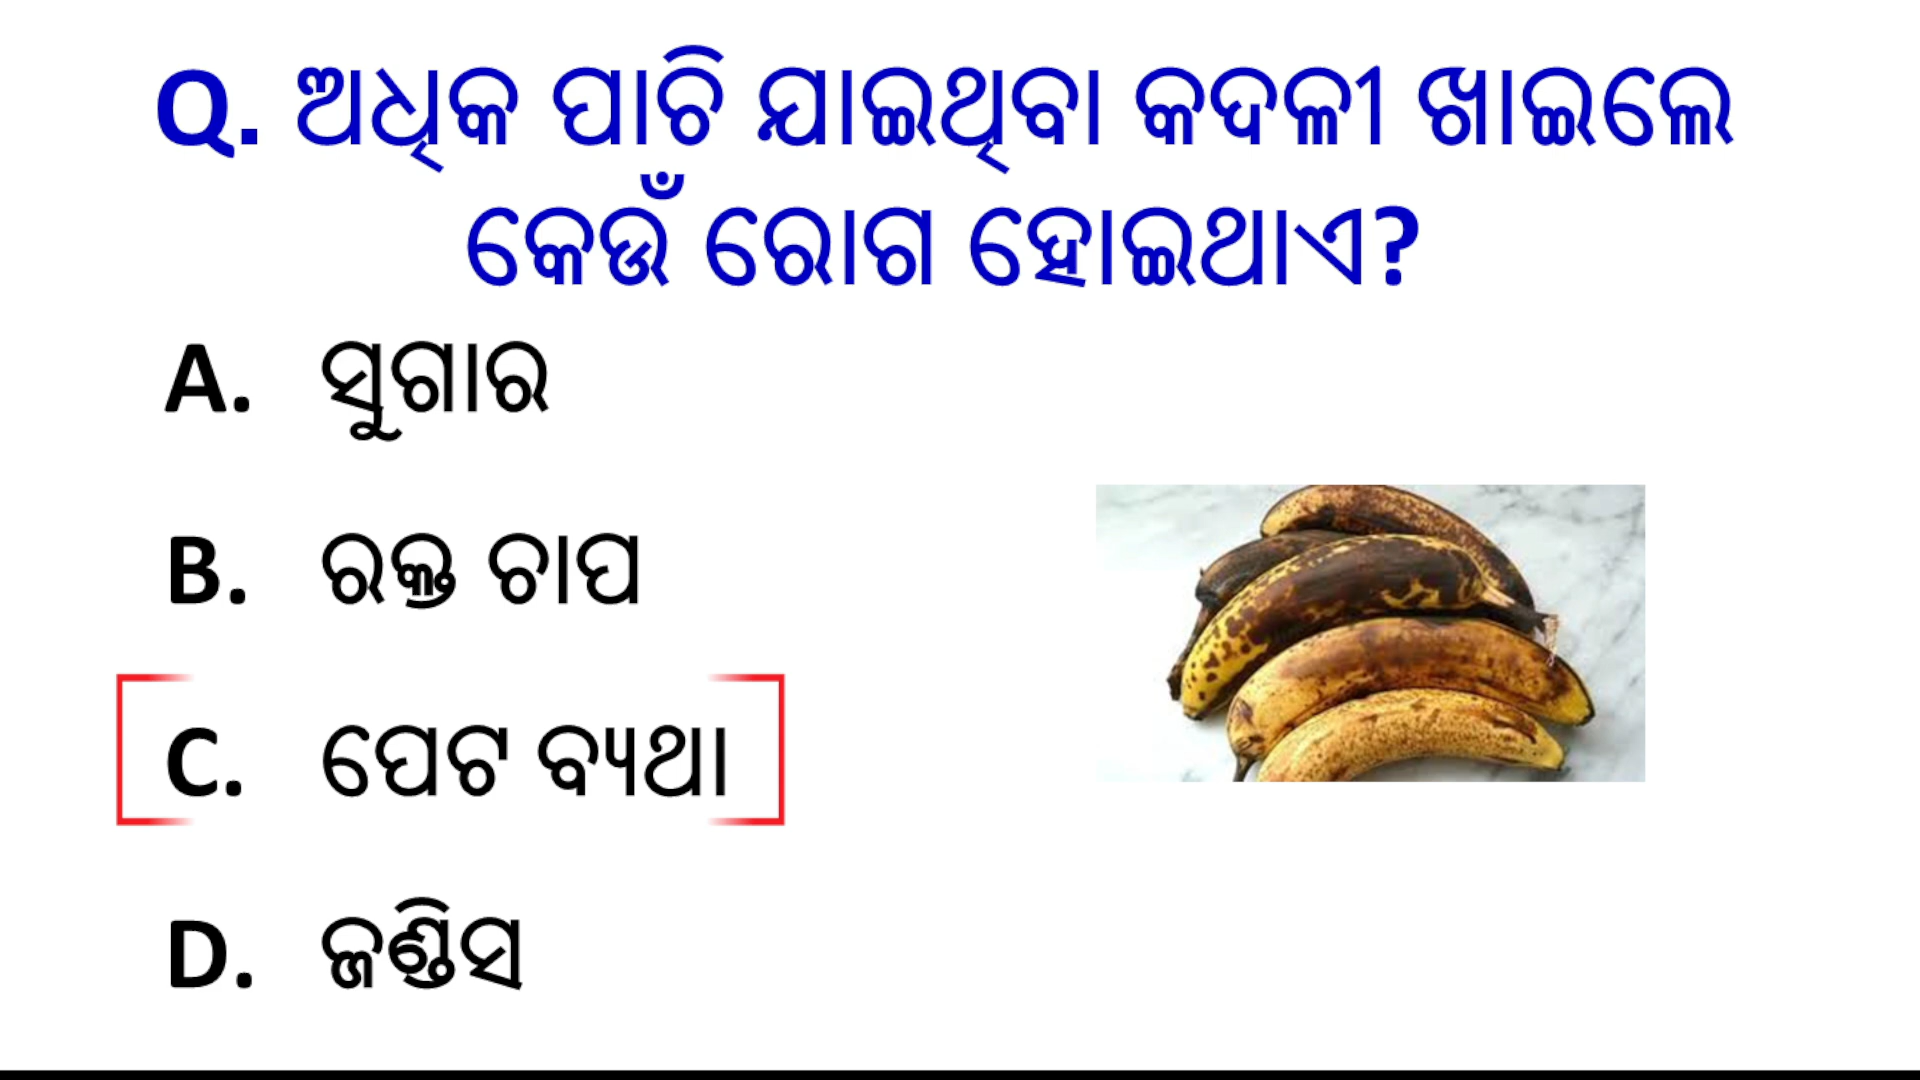 Q. ଅଧିକ ପାଚି ଯାଇଥିବା କଦଳୀ ଖାଇଲେ
କେଉଁ ରୋଗ ହୋଇଥାଏ?
A. ସୁଗାର
B. ରକ୍ତ ଚାପ
C. ପେଟ ବ୍ୟଥା
D. ଜଣ୍ଡିସ